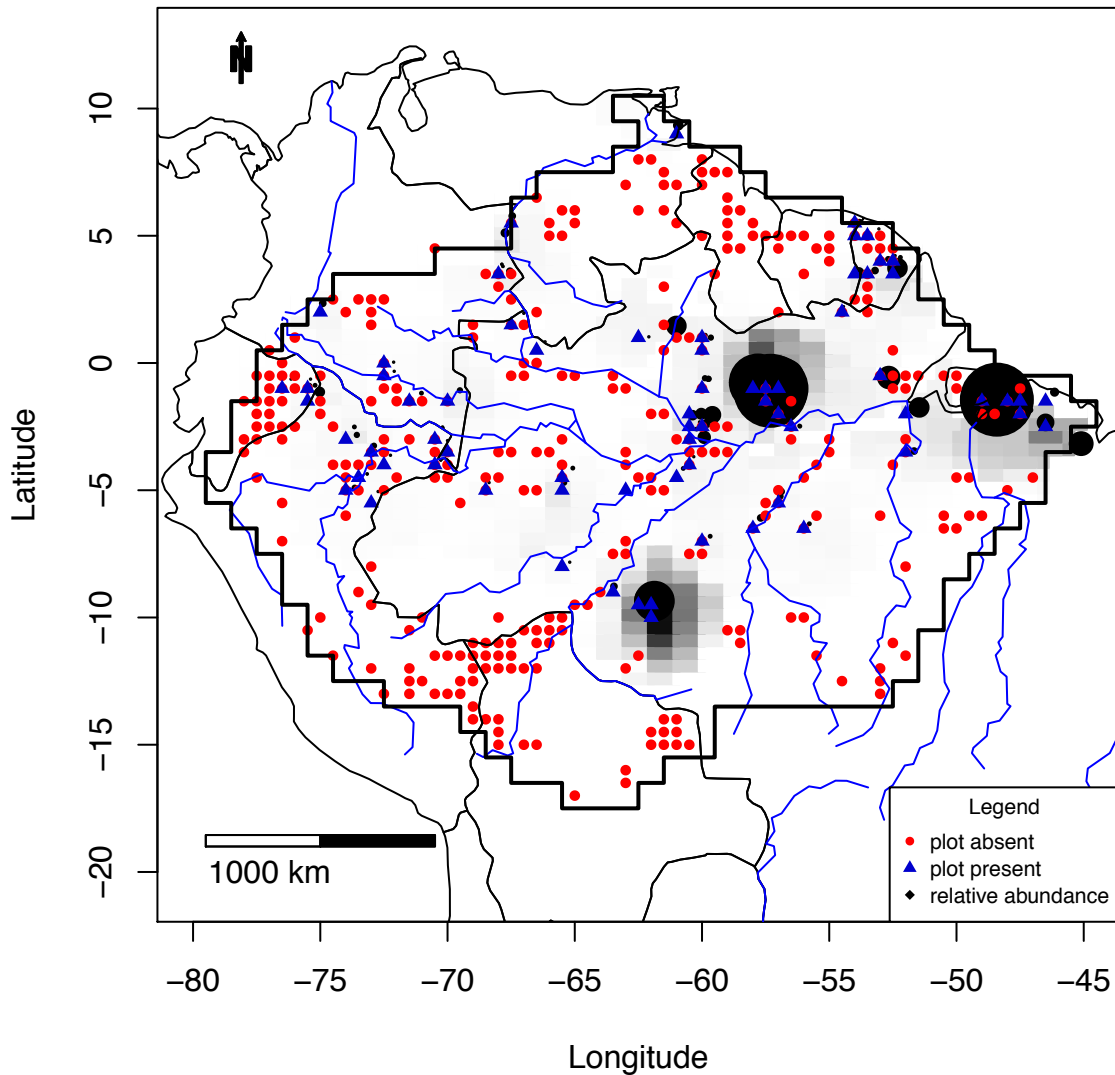 N
Latitude
10
5
0
−5
−10
−15
−20
1000 km
Legend
plot absent
plot present
relative abundance
−80 −75 −70 −65 −60 −55 −50 −45
Longitude